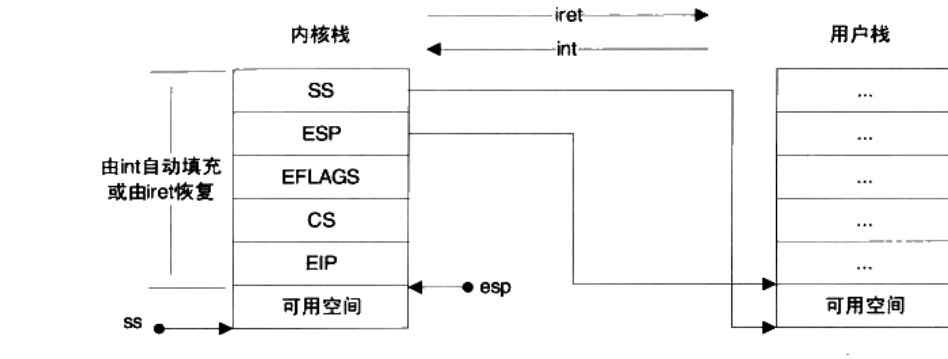 iret
内核栈
用户栈
int
SS
...
ESP
...
由int自动填充
或由iret恢复
EFLAGS
...
CS
...
EIP
...
esp
可用空间
可用空间
ss